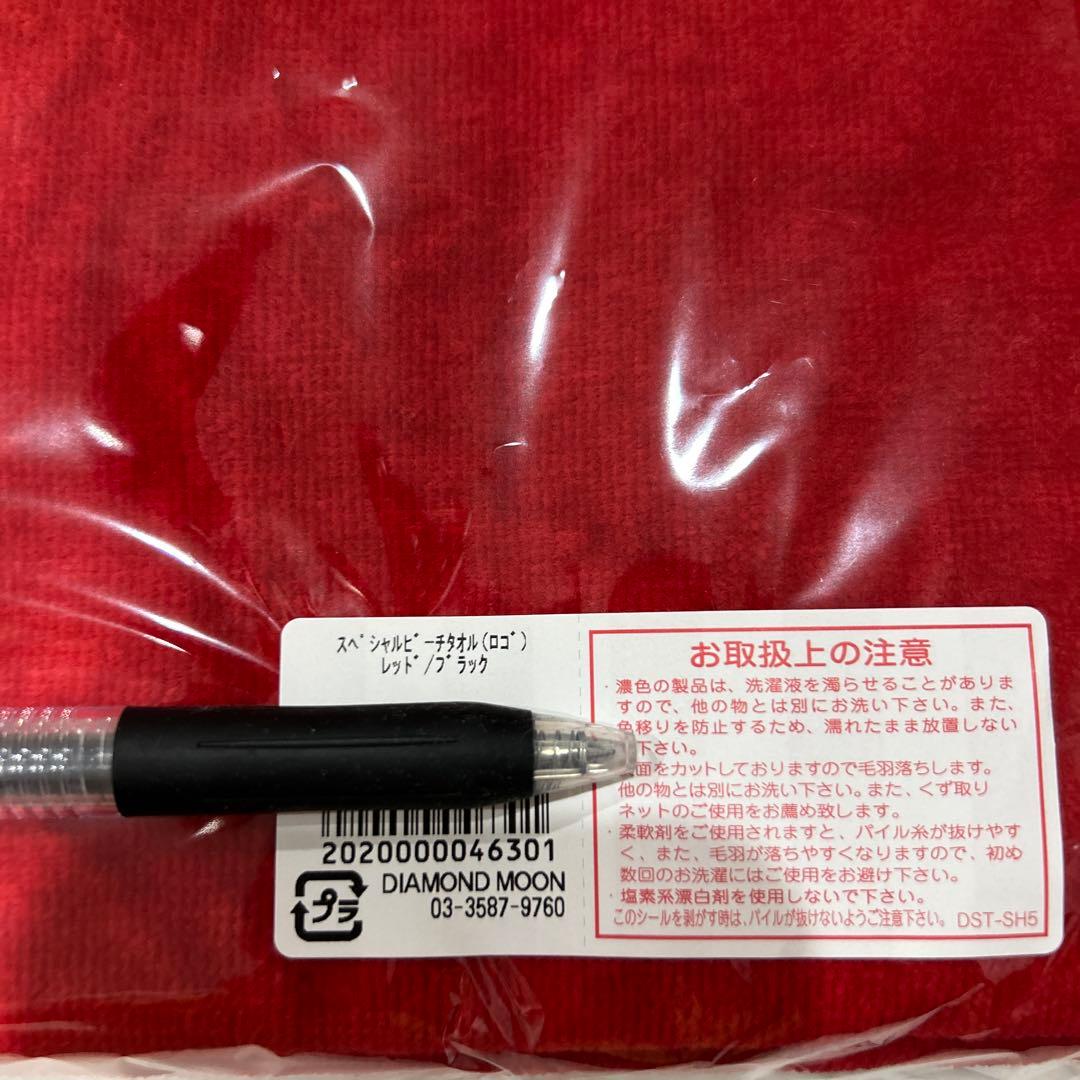 スペシャルビーチタオル(ロゴ)
レッド/ブラック
2020000046301
プラ
DIAMOND MOON
03-3587-9760
お取扱上の注意
・濃色の製品は、洗濯液を濁らせることがありま
すので、他の物とは別にお洗い下さい。また、
色移りを防止するため、濡れたまま放置しない
下さい。
面をカットしておりますので毛羽落ちします。
他の物とは別にお洗い下さい。また、くず取り
ネットのご使用をお薦め致します。
・柔軟剤をご使用されますと、パイル糸が抜けやす
く、また、毛羽が落ちやすくなりますので、初め
数回のお洗濯にはご使用をお避け下さい。
・塩素系漂白剤を使用しないで下さい。
このシールを剥がす時は、パイルが抜けないようご注意下さい。 DST-SH5